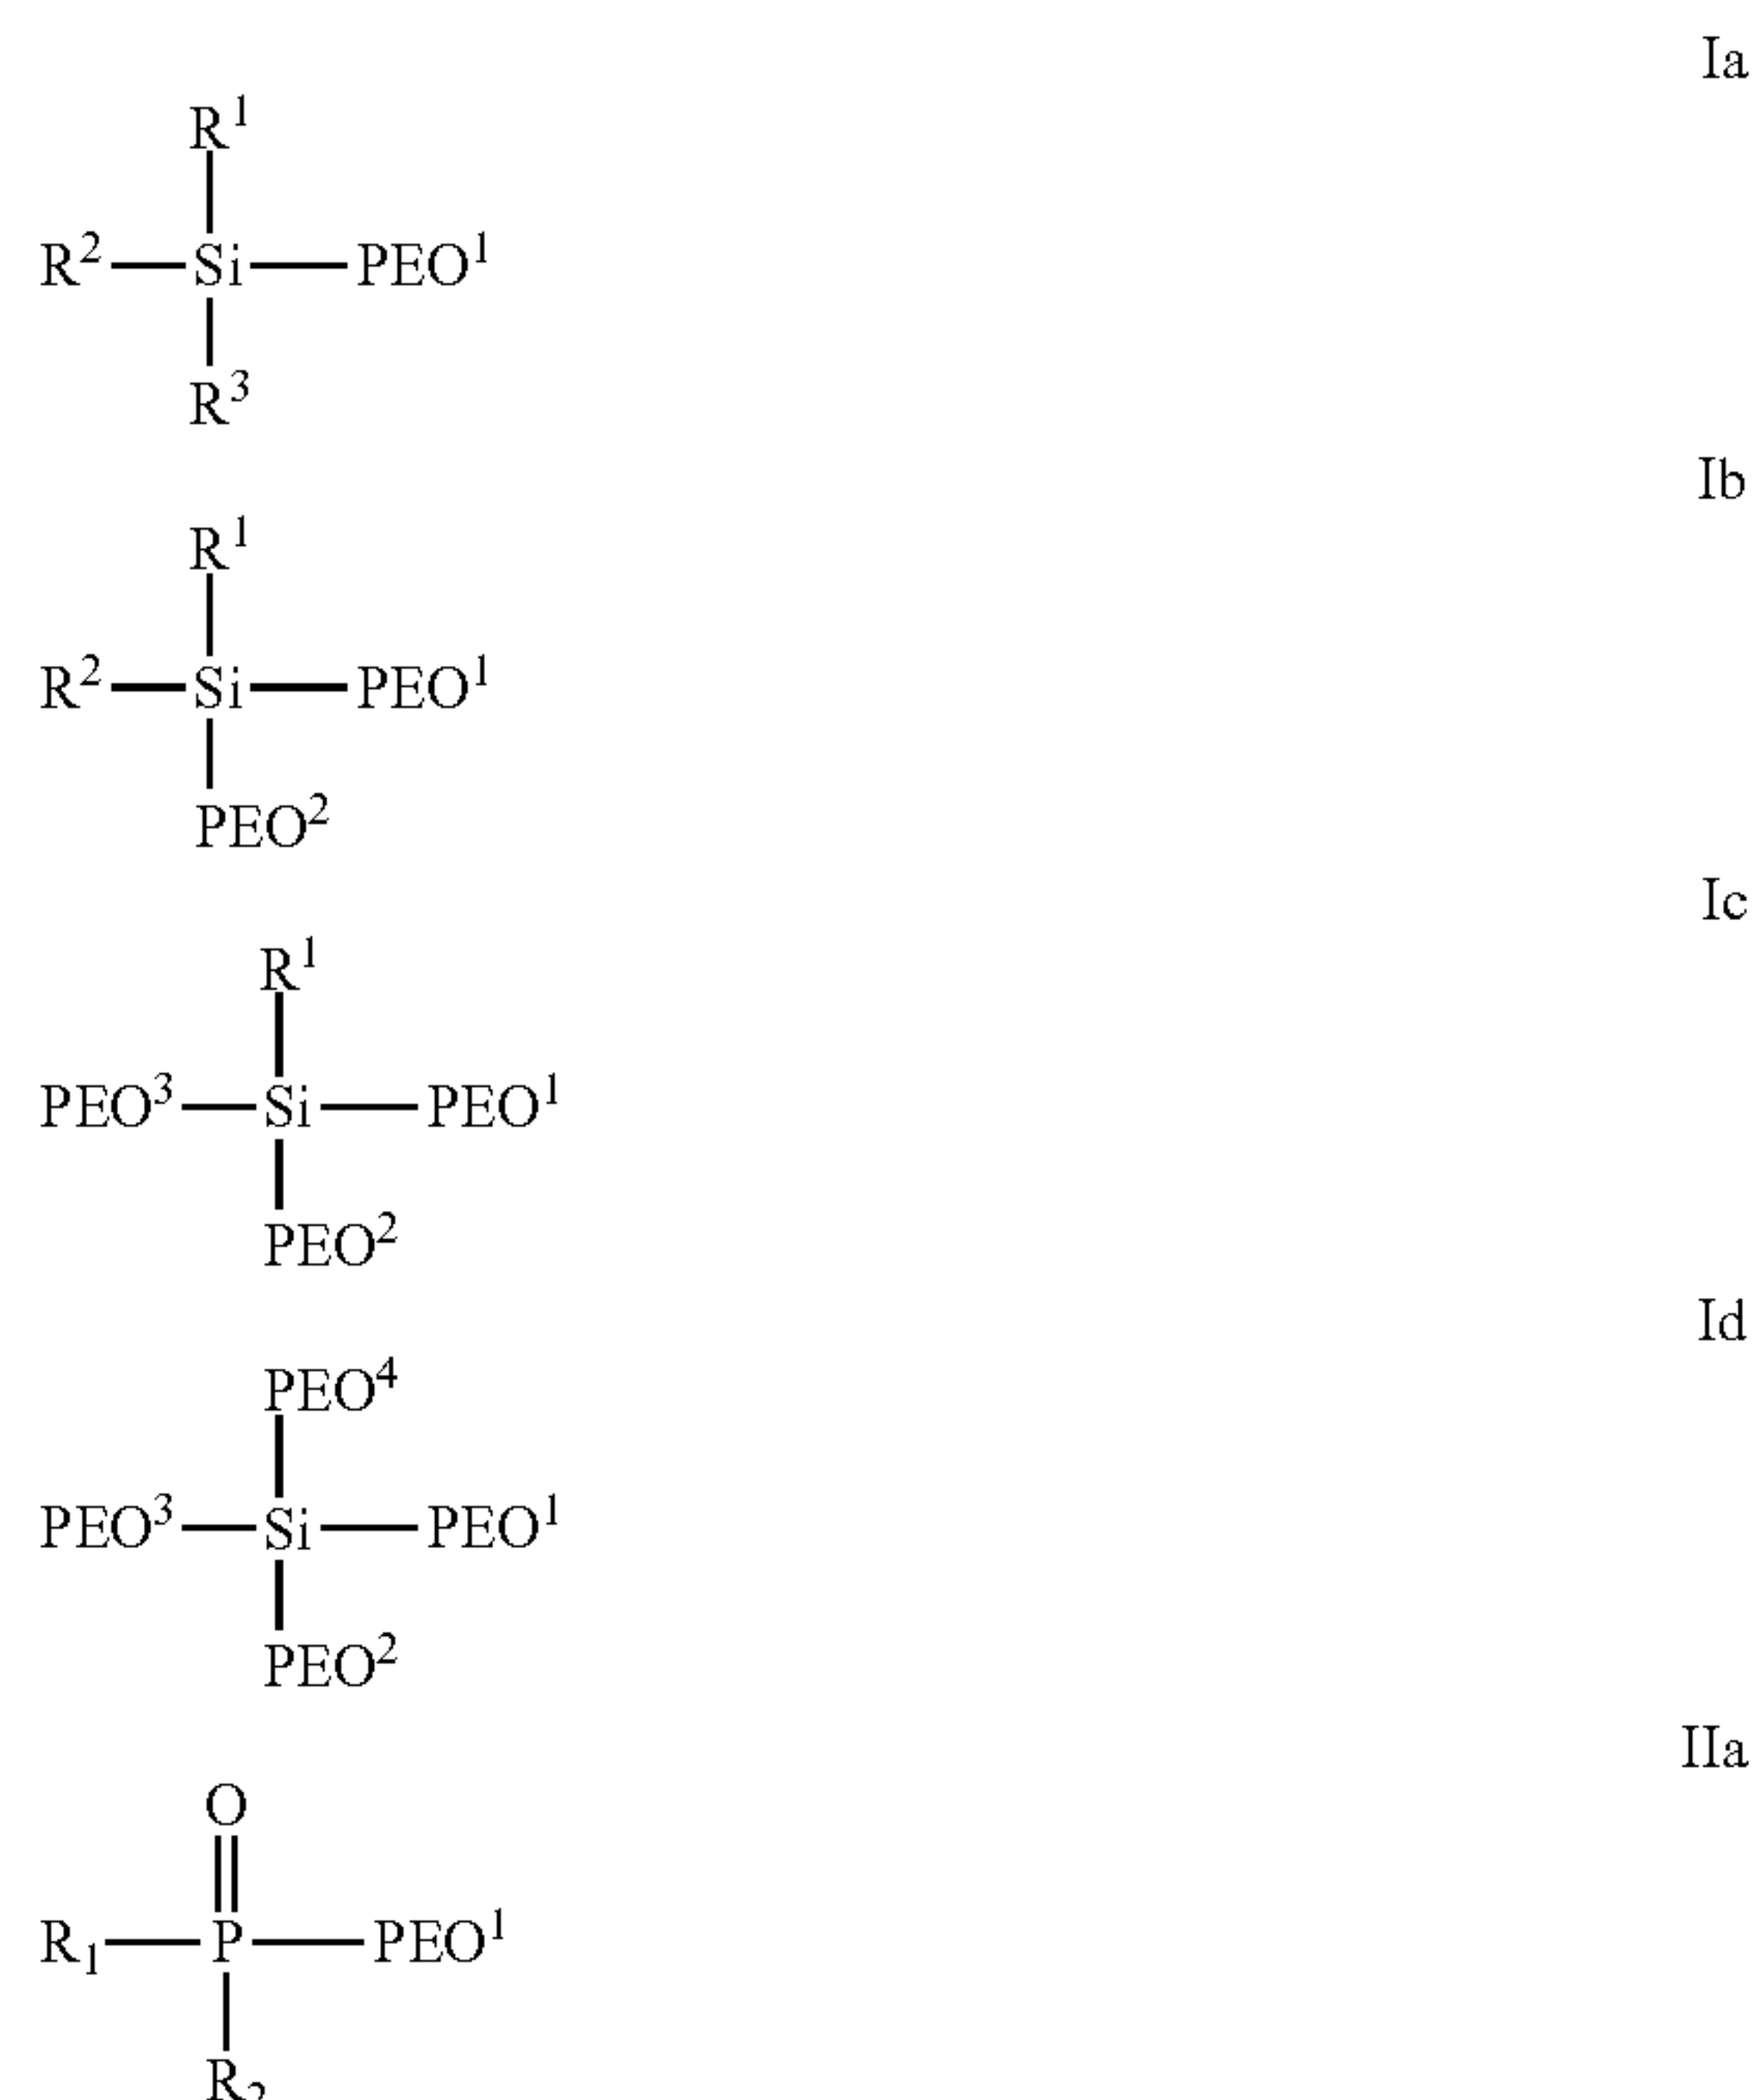 Ia
R¹
R²—Si—PEO¹
R³
Ib
R¹
R²—Si—PEO¹
PEO²
Ic
R¹
PEO³—Si—PEO¹
PEO²
Id
PEO⁴
PEO³—Si—PEO¹
PEO²
IIa
O
R₁—P—PEO¹
R₂